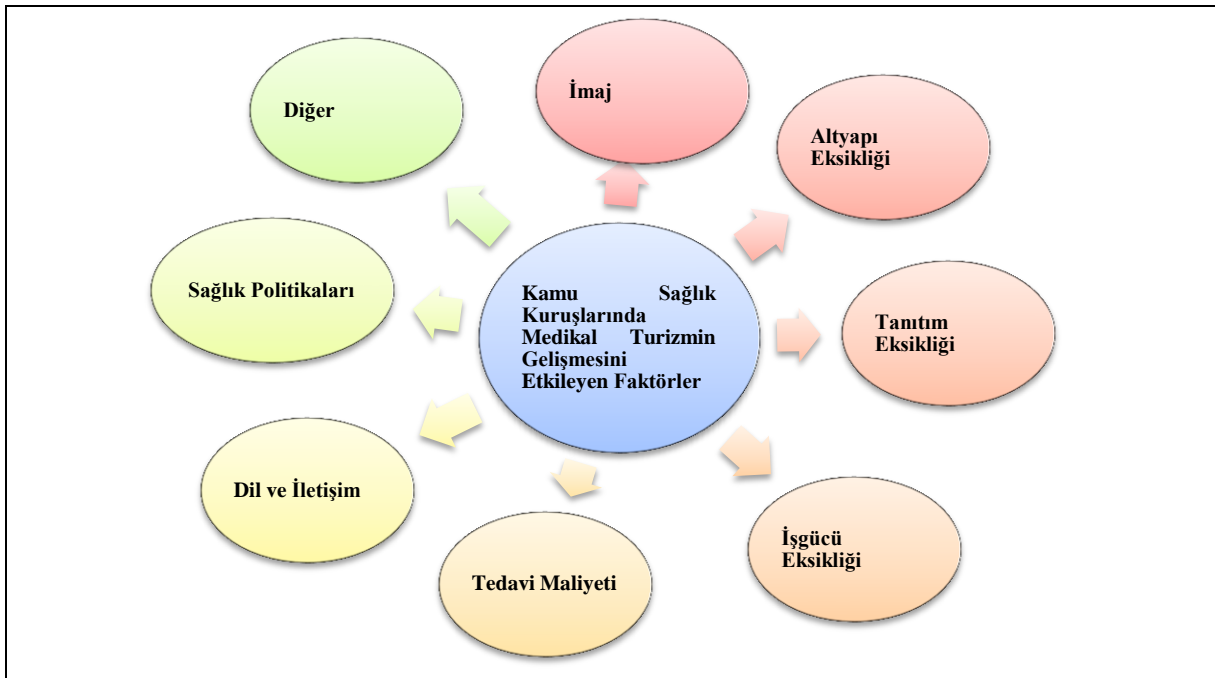 İmaj
Altyapı
Eksikliği
Tanıtım
Eksikliği
İşgücü
Eksikliği
Tedavi Maliyeti
Dil ve İletişim
Sağlık Politikaları
Diğer
Kamu Sağlık
Kuruşlarında
Medikal Turizmin
Gelişmesini
Etkileyen Faktörler